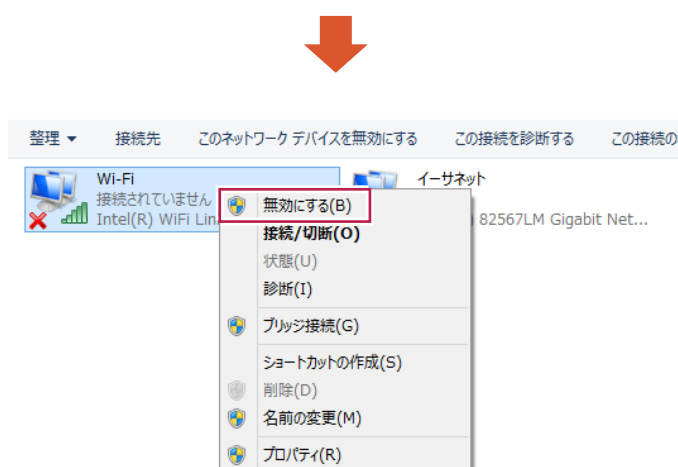 整理 ▼ 接続先 このネットワーク デバイスを無効にする この接続を診断する この接続の
Wi-Fi
接続されていません
Intel(R) WiFi Lin
イーサネット
82567LM Gigabit Net...
無効にする(B)
接続/切断(O)
状態(U)
診断(I)
ブリッジ接続(G)
ショートカットの作成(S)
削除(D)
名前の変更(M)
プロパティ(R)